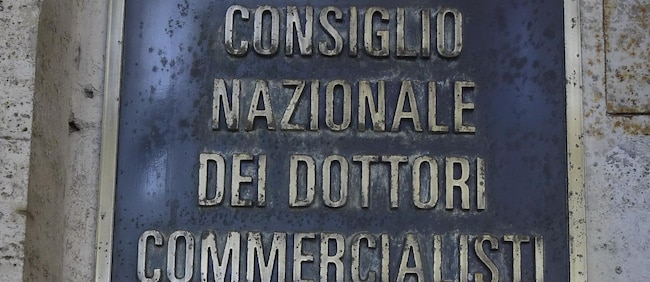 CONSIGLIO
NAZIONALE
DEI DOTTORI
COMMERCIALISTI